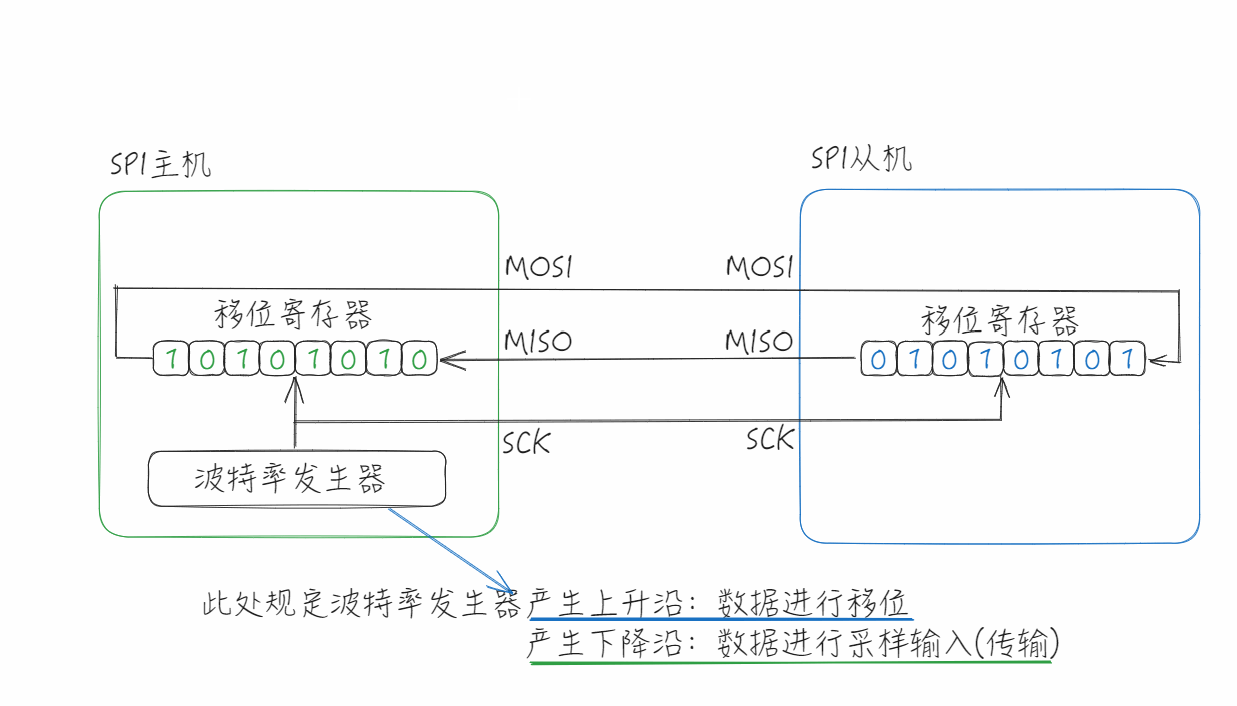 SPI主机
SPI从机
MOSI
MOSI
移位寄存器
移位寄存器
MISO
MISO
1 0 1 0 1 0 1 0
0 1 0 1 0 1 0 1
SCK
SCK
波特率发生器
此处规定波特率发生器产生上升沿：数据进行移位
产生下降沿：数据进行采样输入(传输)